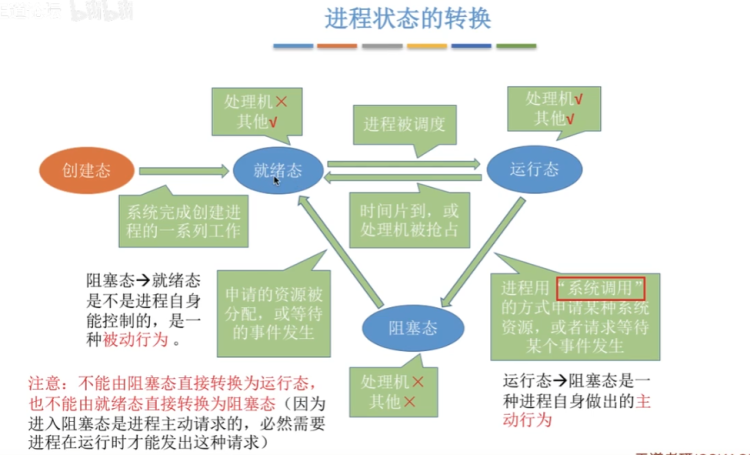 bilibili
进程状态的转换
处理机×
其他√
进程被调度
处理机√
其他√
创建态
就绪态
运行态
系统完成创建进
程的一系列工作
时间片到，或
处理机被抢占
阻塞态→就绪态
是不是进程自身
能控制的，是一
种被动行为。
申请的资源被
分配，或等待
的事件发生
进程用“系统调用”
的方式申请某种系统
资源，或者请求等待
某个事件发生
阻塞态
处理机×
其他×
运行态→阻塞态是一
种进程自身做出的主
动行为
注意：不能由阻塞态直接转换为运行态，
也不能由就绪态直接转换为阻塞态（因为
进入阻塞态是进程主动请求的，必然需要
进程在运行时才能发出这种请求）